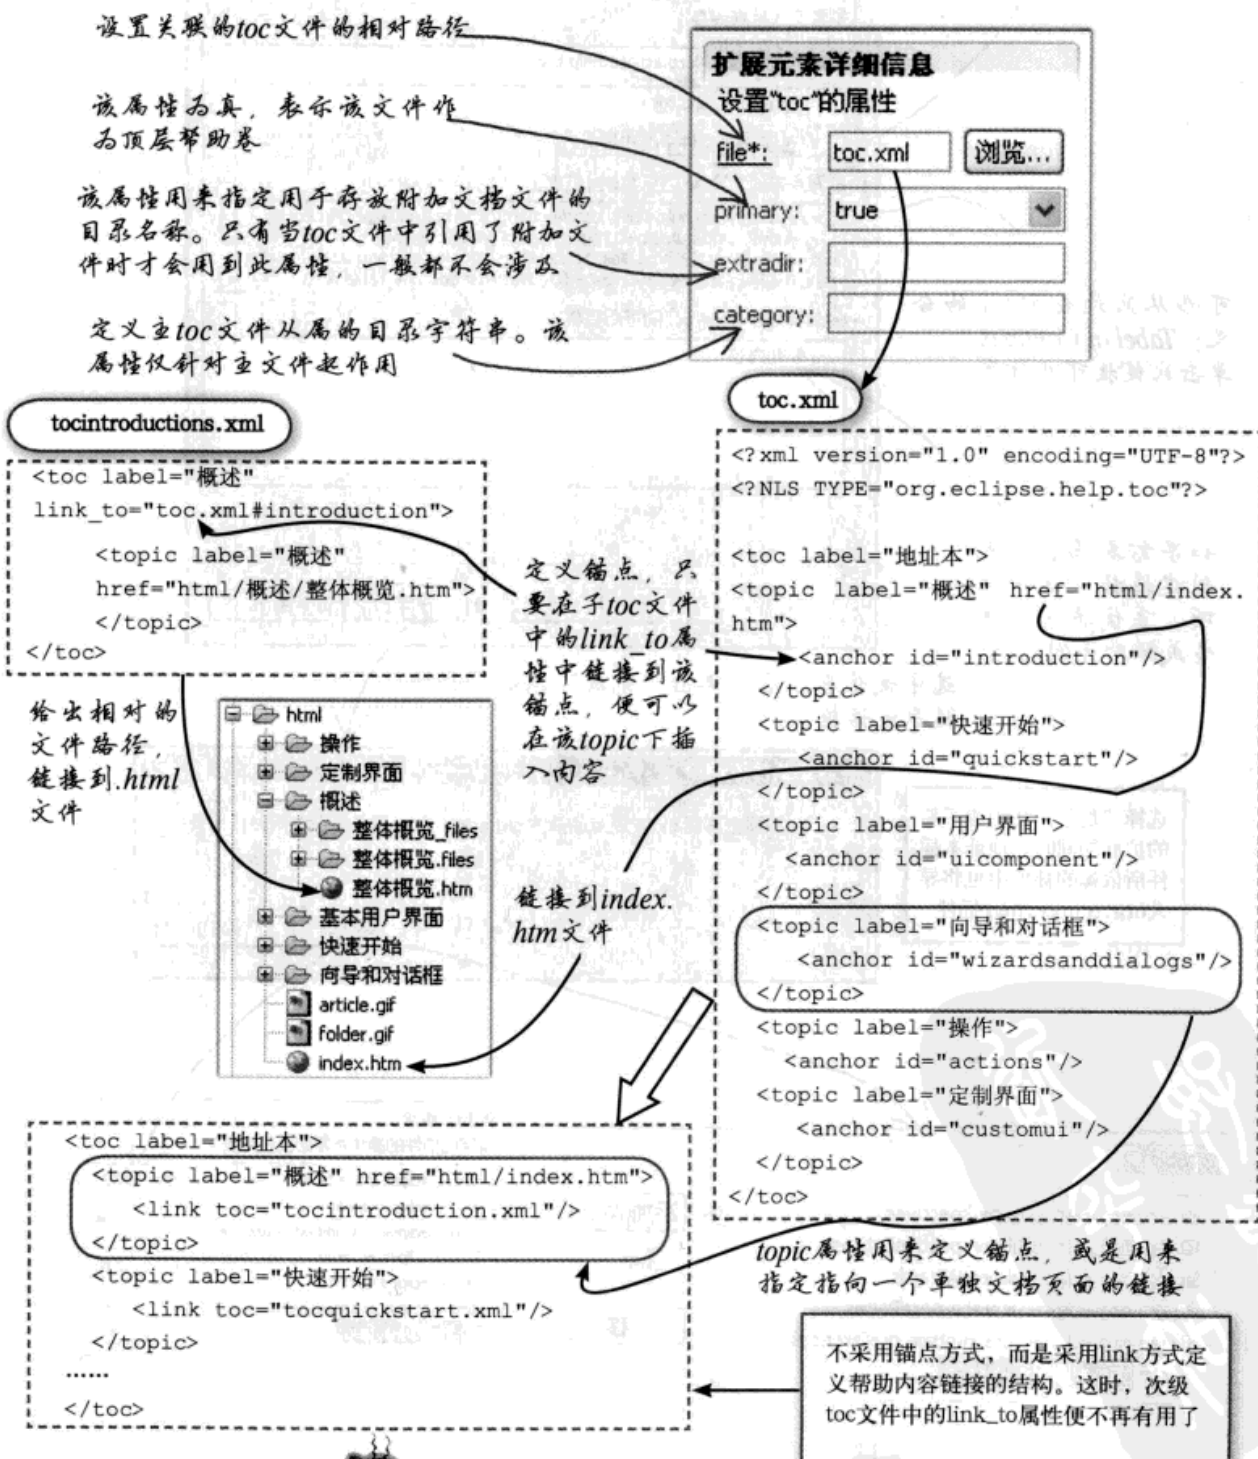 设置关联的toc文件的相对路径
该属性为真，表示该文件作
为顶层帮助卷
该属性用来指定用于存放附加文档文件的
目录名称。只有当toc文件中引用了附加文
件时才会用到此属性，一般都不会涉及
定义主toc文件从属的目录字符串。该
属性仅针对主文件起作用
扩展元素详细信息
设置"toc"的属性
file*: toc.xml 浏览...
primary: true
extradir:
category:
tocintroductions.xml
<toc label="概述"
link_to="toc.xml#introduction">
<topic label="概述"
href="html/概述/整体概览.htm">
</topic>
</toc>
给出相对的
文件路径，
链接到.html
文件
html
操作
定制界面
概述
整体概览_files
整体概览.files
整体概览.htm
基本用户界面
快速开始
向导和对话框
article.gif
folder.gif
index.htm
定义锚点，只
要在子toc文件
中的link_to属
性中链接到该
锚点，便可以
在该topic下插
入内容
链接到index.
htm文件
toc.xml
<?xml version="1.0" encoding="UTF-8"?>
<?NLS TYPE="org.eclipse.help.toc"?>
<toc label="地址本">
<topic label="概述" href="html/index.
htm">
<anchor id="introduction"/>
</topic>
<topic label="快速开始">
<anchor id="quickstart"/>
</topic>
<topic label="用户界面">
<anchor id="uicomponent"/>
</topic>
<topic label="向导和对话框">
<anchor id="wizardsanddialogs"/>
</topic>
<topic label="操作">
<anchor id="actions"/>
<topic label="定制界面">
<anchor id="customui"/>
</topic>
</toc>
<toc label="地址本">
<topic label="概述" href="html/index.htm">
<link toc="tocintroduction.xml"/>
</topic>
<topic label="快速开始">
<link toc="tocquickstart.xml"/>
</topic>
……
</toc>
topic属性用来定义锚点，或是用来
指定指向一个单独文档页面的链接
不采用锚点方式，而是采用link方式定
义帮助内容链接的结构。这时，次级
toc文件中的link_to属性便不再有用了